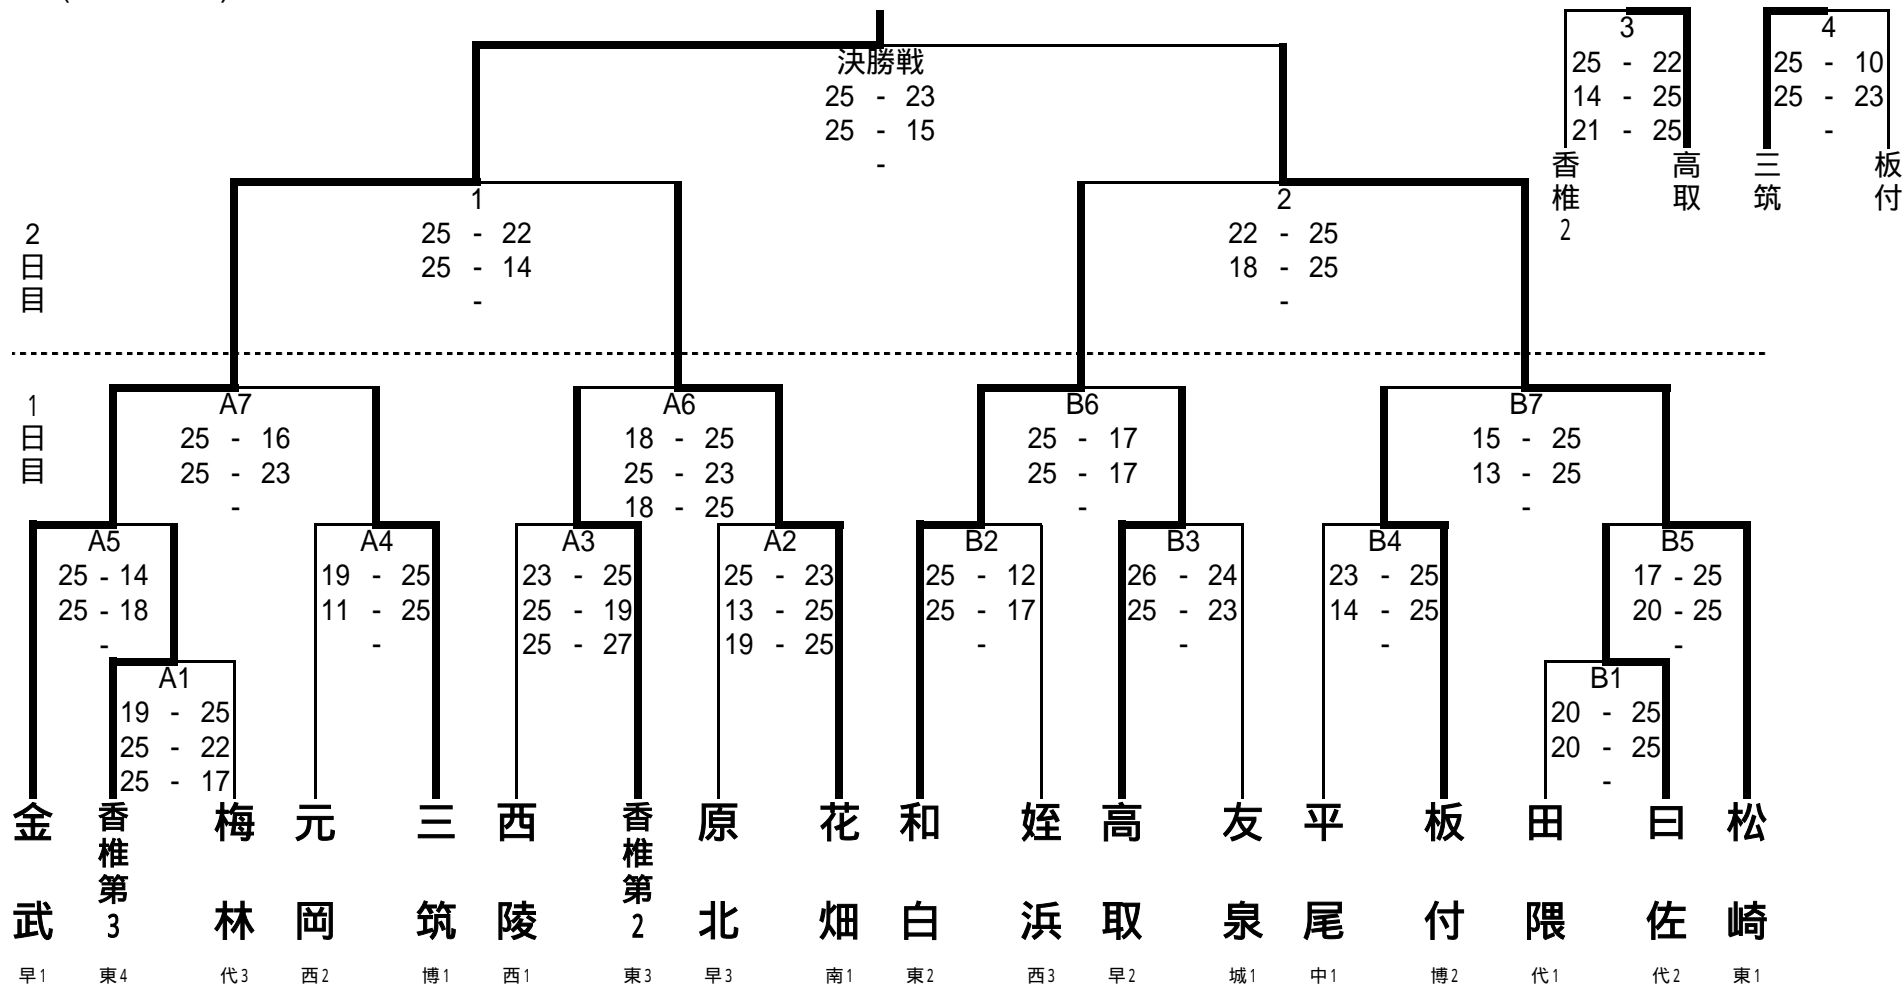 決勝戦
25 - 23
25 - 15
-
3
25 - 22
14 - 25
21 - 25
香椎2
高取
4
25 - 10
25 - 23
-
三筑
板付
2日目
1
25 - 22
25 - 14
-
2
22 - 25
18 - 25
-
1日目
A7
25 - 16
25 - 23
-
A6
18 - 25
25 - 23
18 - 25
B6
25 - 17
25 - 17
-
B7
15 - 25
13 - 25
-
A5
25 - 14
25 - 18
-
A4
19 - 25
11 - 25
-
A3
23 - 25
25 - 19
25 - 27
A2
25 - 23
13 - 25
19 - 25
B2
25 - 12
25 - 17
-
B3
26 - 24
25 - 23
-
B4
23 - 25
14 - 25
-
B5
17 - 25
20 - 25
-
A1
19 - 25
25 - 22
25 - 17
B1
20 - 25
20 - 25
-
金武
香椎第3
梅林
元岡
三筑
西陵
香椎第2
原北
花畑
和白
姪浜
高取
友泉
平尾
板付
田隈
曰佐
松崎
早1 東4 代3 西2 博1 西1 東3 早3 南1 東2 西3 早2 城1 中1 博2 代1 代2 東1